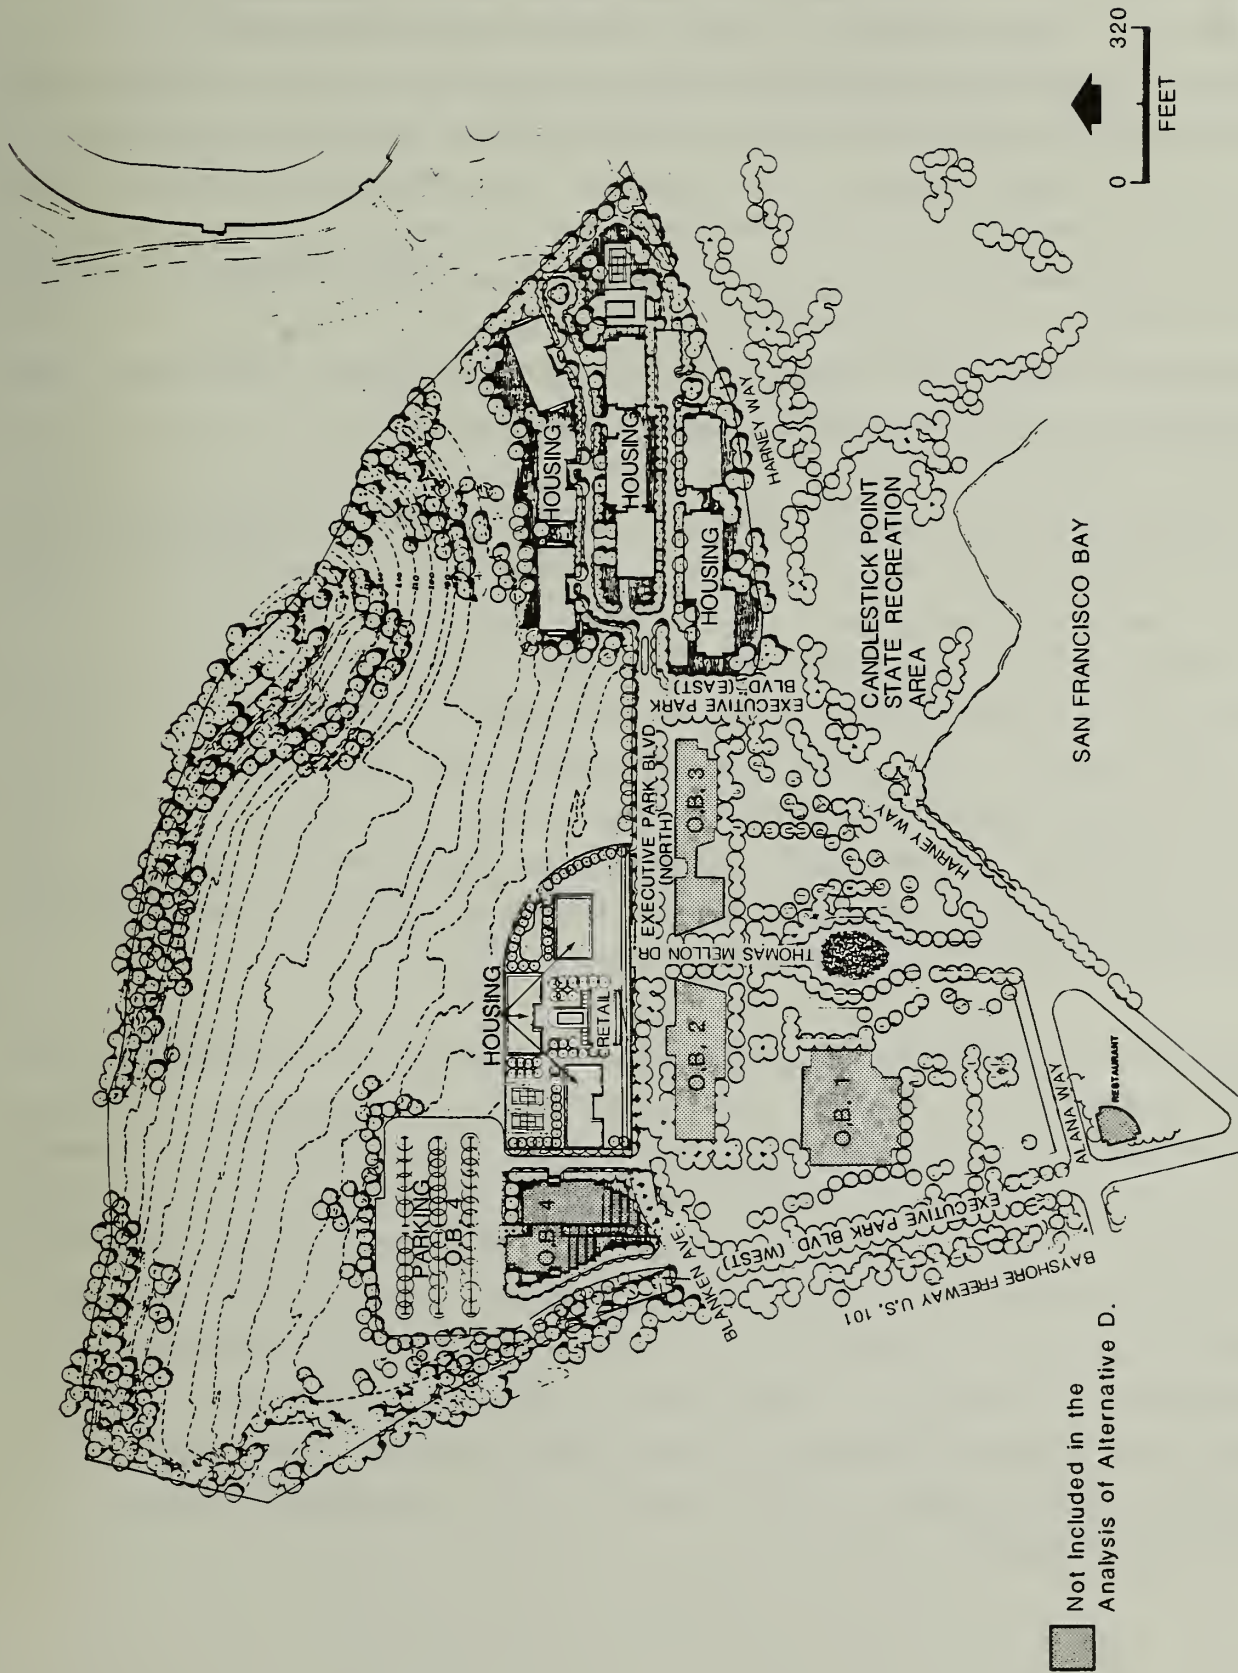 HOUSING
HOUSING
HOUSING
HARNEY WAY
CANDLESTICK POINT
STATE RECREATION
AREA
SAN FRANCISCO BAY
EXECUTIVE PARK
BLVD (EAST)
EXECUTIVE PARK BLVD
(NORTH)
O.B. 3
THOMAS MELLON DR
HARNEY WAY
HOUSING
RETAIL
O.B. 2
O.B. 1
PARKING
O.B. 4
O.B. 4
BLANKEN AVE
EXECUTIVE PARK BLVD (WEST)
BAYSHORE FREEWAY U.S. 101
ALANA WAY
RESTAURANT
0 320
FEET
Not Included in the
Analysis of Alternative D.